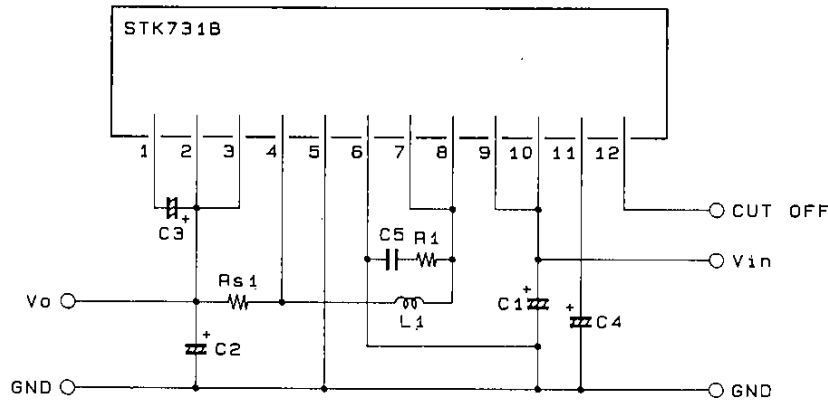 STK731B
1 2 3 4 5 6 7 8 9 10 11 12
C3 +
CUT OFF
C5 R1
Vin
Rs1
Vo
L1
C1 +
+ C4
+ C2
GND
GND